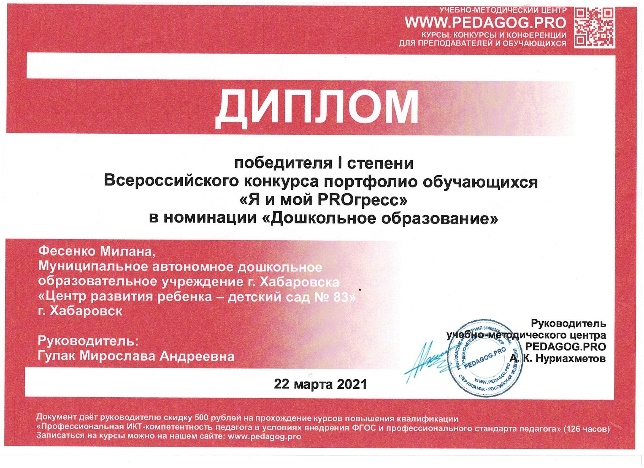 УЧЕБНО-МЕТОДИЧЕСКИЙ ЦЕНТР
WWW.PEDAGOG.PRO
КУРСЫ, КОНКУРСЫ И КОНФЕРЕНЦИИ
ДЛЯ ПРЕПОДАВАТЕЛЕЙ И ОБУЧАЮЩИХСЯ
ДИПЛОМ
победителя I степени
Всероссийского конкурса портфолио обучающихся
«Я и мой PROгресс»
в номинации «Дошкольное образование»
Фесенко Милана,
Муниципальное автономное дошкольное
образовательное учреждение г. Хабаровска
«Центр развития ребенка – детский сад № 83»
г. Хабаровск
Руководитель:
Гулак Мирослава Андреевна
Руководитель
учебно-методического центра
PEDAGOG.PRO
А. К. Нуриахметов
PEDAGOG.PRO
22 марта 2021
Документ даёт руководителю скидку 500 рублей на прохождение курсов повышения квалификации
«Профессиональная ИКТ-компетентность педагога в условиях внедрения ФГОС и профессионального стандарта педагога» (126 часов)
Записаться на курсы можно на нашем сайте: www.pedagog.pro